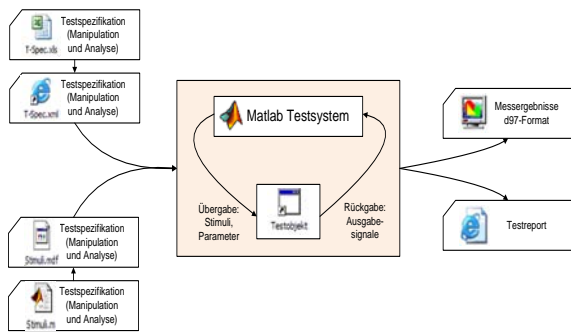 Testspezifikation
(Manipulation
und Analyse)
T-Spec.xls
Testspezifikation
(Manipulation
und Analyse)
T-Spec.xml
Matlab Testsystem
Übergabe:
Stimuli,
Parameter
Testobjekt
Rückgabe:
Ausgabe-
signale
Testspezifikation
(Manipulation
und Analyse)
Stimuli.mdf
Testspezifikation
(Manipulation
und Analyse)
Stimuli.m
Messergebnisse
d97-Format
Testreport